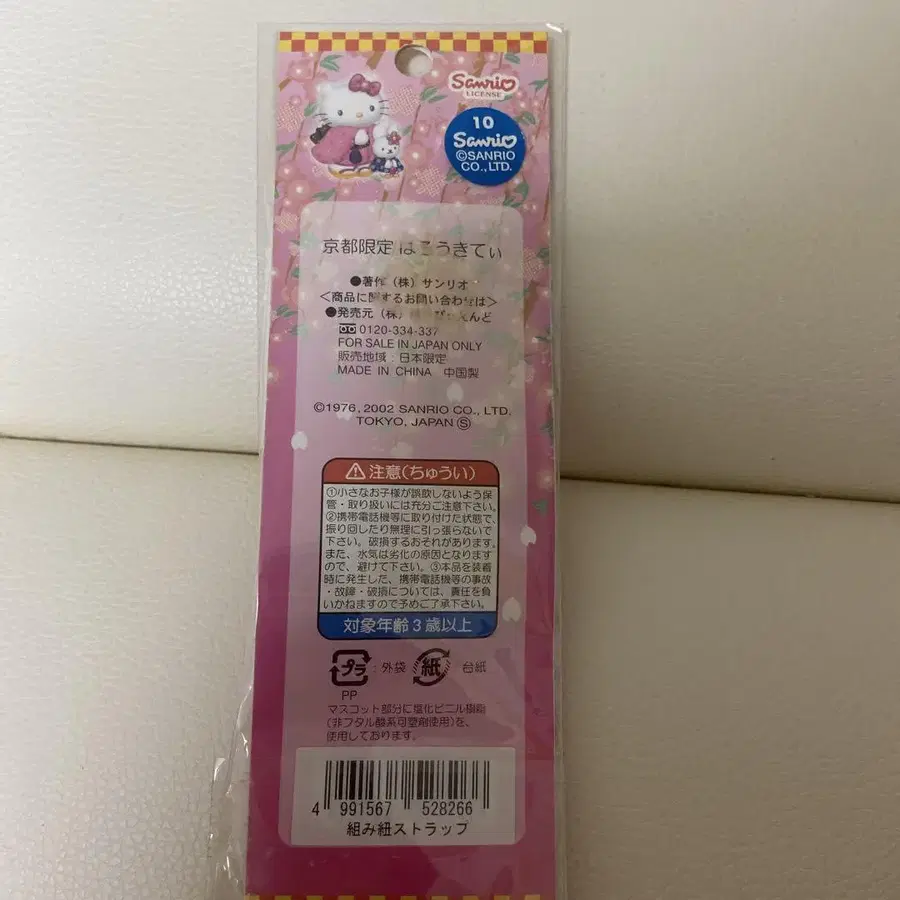 Sanrio
LICENSE
10
Sanrio
©SANRIO
CO.,LTD.
京都限定 はこうきてぃ
●著作(株)サンリオ
<商品に関するお問い合わせは>
●発売元(株) んど
0120-334-337
FOR SALE IN JAPAN ONLY
販売地域:日本限定
MADE IN CHINA 中国製
©1976, 2002 SANRIO CO., LTD.
TOKYO, JAPAN Ⓢ
⚠注意(ちゅうい)
①小さなお子様が誤飲しないよう保
管・取り扱いには充分ご注意下さい。
②携帯電話機等に取り付けた状態で、
振り回したり無理に引っ張らないで
下さい。破損するおそれがあります。
また、水気は劣化の原因となります
ので、避けて下さい。③本品を装着
時に発生した、携帯電話機等の事故
・故障・破損については、責任を負
いかねますので予めご了承下さい。
対象年齢3歳以上
プラ:外袋 紙 台紙
PP
マスコット部分に塩化ビニル樹脂
(非フタル酸系可塑剤使用)を、
使用しております。
4 991567 528266
組み紐ストラップ